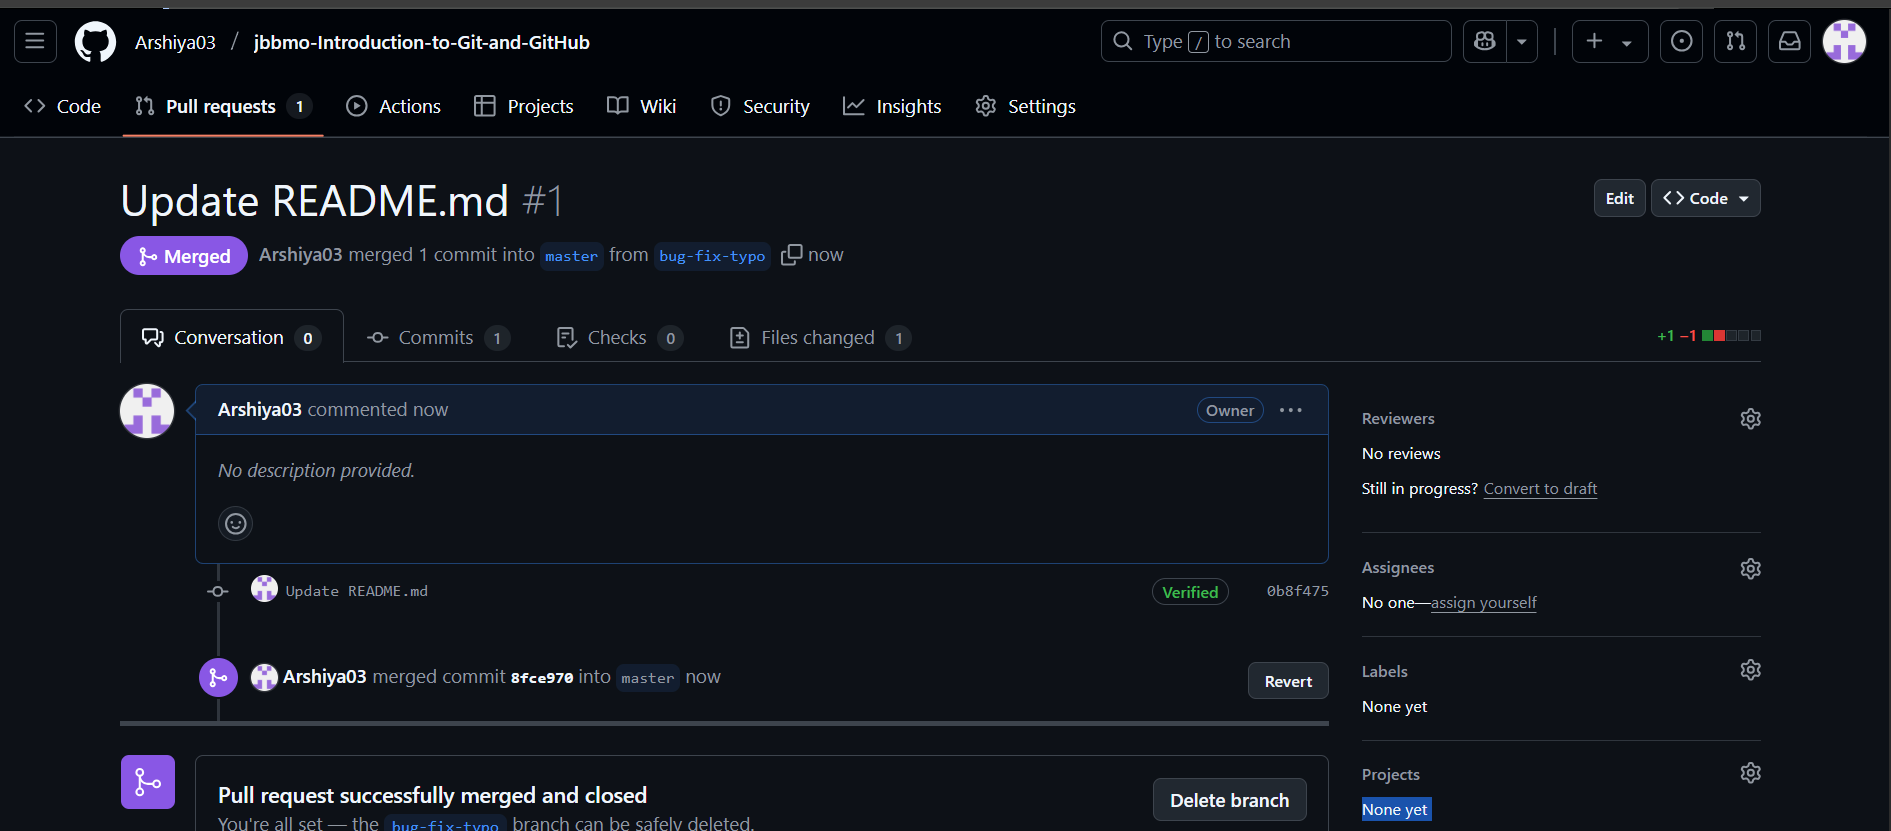 Arshiya03 / jbbmo-Introduction-to-Git-and-GitHub Type / to search
Code Pull requests 1 Actions Projects Wiki Security Insights Settings
Update README.md #1 Edit <> Code
Merged Arshiya03 merged 1 commit into master from bug-fix-typo now
Conversation 0 Commits 1 Checks 0 Files changed 1 +1 −1
Arshiya03 commented now Owner ...
No description provided.
Update README.md Verified 0b8f475
Arshiya03 merged commit 8fce970 into master now Revert
Pull request successfully merged and closed Delete branch
You're all set — the bug-fix-typo branch can be safely deleted.
Reviewers
No reviews
Still in progress? Convert to draft
Assignees
No one—assign yourself
Labels
None yet
Projects
None yet